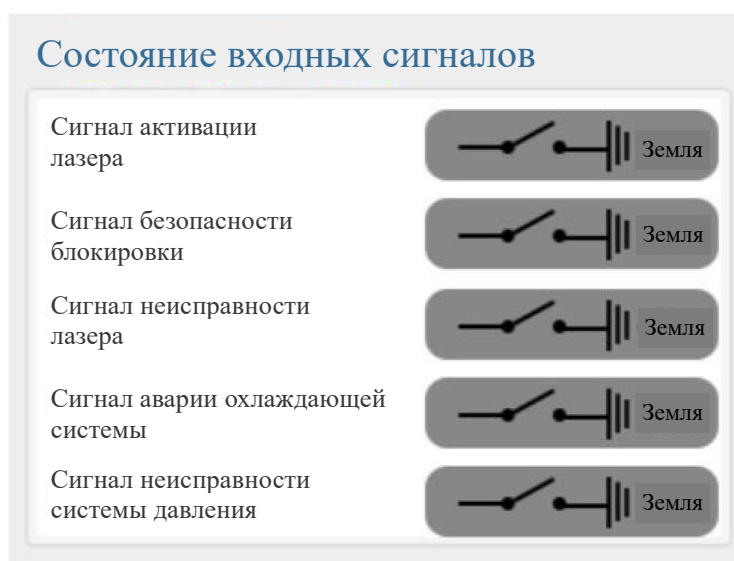 Состояние входных сигналов
Сигнал активации
лазера
Земля
Сигнал безопасности
блокировки
Земля
Сигнал неисправности
лазера
Земля
Сигнал аварии охлаждающей
системы
Земля
Сигнал неисправности
системы давления
Земля